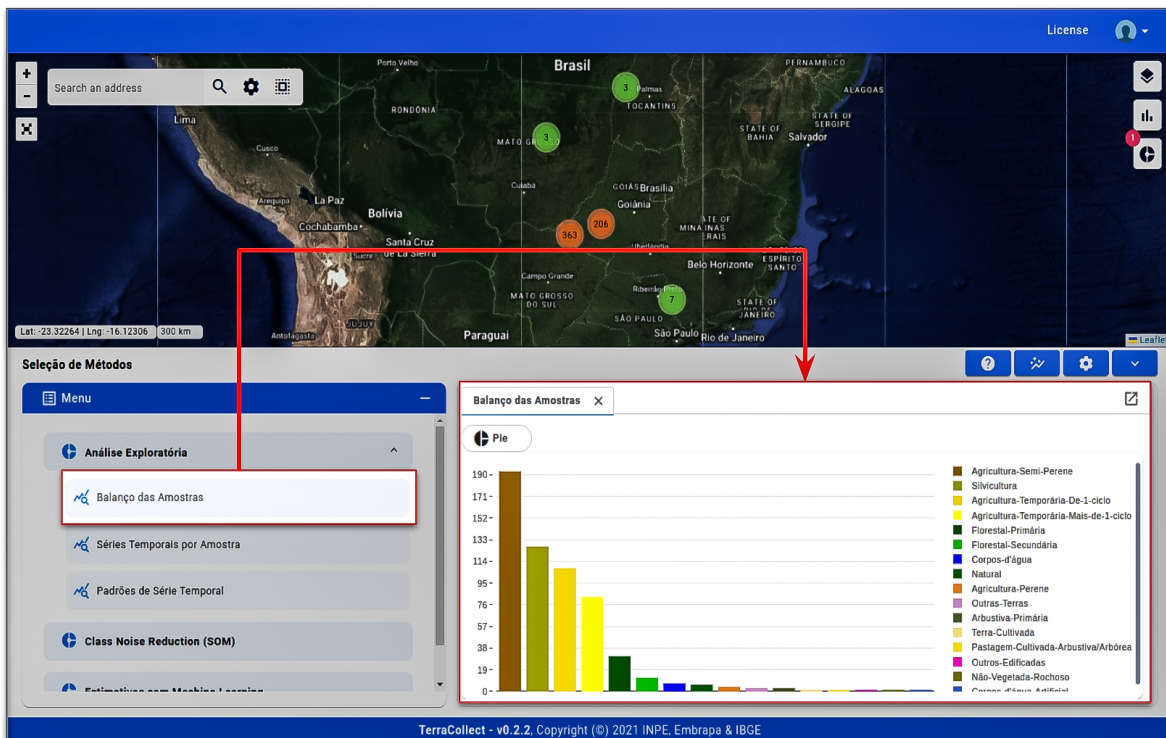 License
+
-
Search an address
Porto Velho
Brasil
PERNAMBUCO
3
Palmas
TOCANTINS
ALAGOAS
RONDÔNIA
Lima
STATE OF
SERGIPE
STATE OF
BAHIA
Salvador
3
1
Cusco
Cuiabá
GOIÁS
Brasília
Arequipa
La Paz
Goiânia
Bolívia
Cochabamba
206
363
Santa Cruz
de La Sierra
Sucre
Uberlândia
Belo Horizonte
ESPÍRITO
SANTO
Campo Grande
MATO GROSSO
DO SUL
7
STATE OF
JANEIRO
SÃO PAULO
São Paulo
Rio de Janeiro
JUJUY
Antofagasta
Paraguai
Lat: -23.32264 | Lng: -16.12306
300 km
Leaflet
Seleção de Métodos
Menu
Análise Exploratória
Balanço das Amostras
Séries Temporais por Amostra
Padrões de Série Temporal
Class Noise Reduction (SOM)
Estimativas com Machine Learning
Balanço das Amostras
Pie
190
171
152
133
114
95
76
57
38
19
0
Agricultura-Semi-Perene
Silvicultura
Agricultura-Temporária-De-1-ciclo
Agricultura-Temporária-Mais-de-1-ciclo
Florestal-Primária
Florestal-Secundária
Corpos-d'água
Natural
Agricultura-Perene
Outras-Terras
Arbustiva-Primária
Terra-Cultivada
Pastagem-Cultivada-Arbustiva/Arbórea
Outros-Edificadas
Não-Vegetada-Rochoso
Corpos-d'água-Artificial
TerraCollect - v0.2.2, Copyright (©) 2021 INPE, Embrapa & IBGE